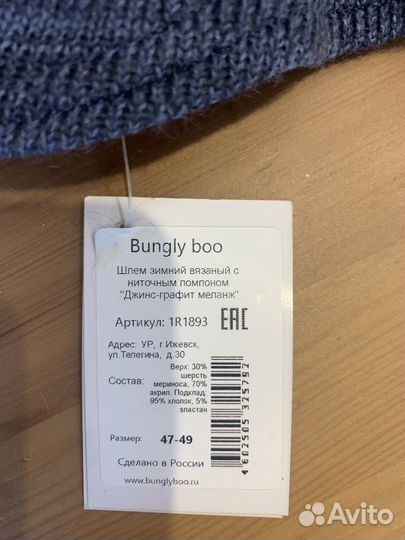 Bungly boo
Шлем зимний вязаный с
ниточным помпоном
"Джинс-графит меланж"
Артикул: 1R1893 EAC
Адрес: УР, г.Ижевск,
ул.Телегина, д.30
Состав: Верх: 30%
шерсть
мериноса, 70%
акрил. Подклад:
95% хлопок, 5%
эластан
Размер: 47-49
Сделано в России
www.bunglyboo.ru
4602505325792
Avito